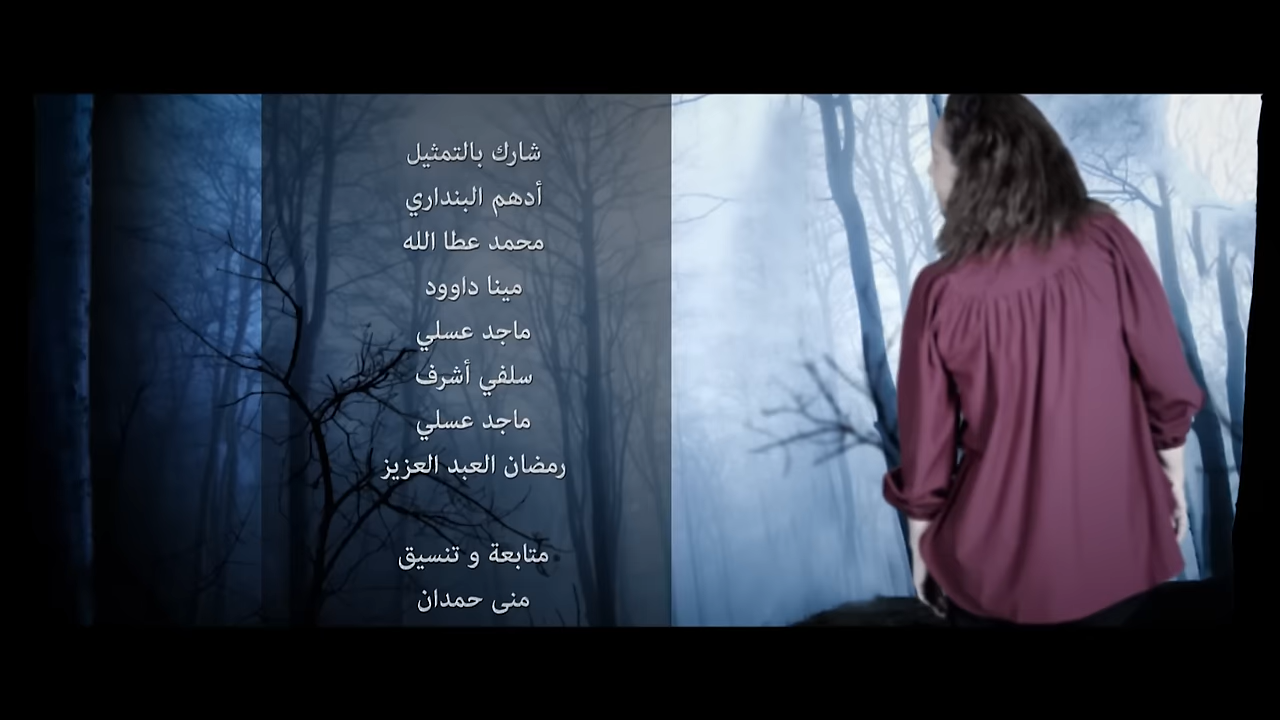 شارك بالتمثيل
أدهم البنداري
محمد عطا الله
مينا داوود
ماجد عسلي
سلفي أشرف
ماجد عسلي
رمضان العبد العزيز
متابعة و تنسيق
منى حمدان